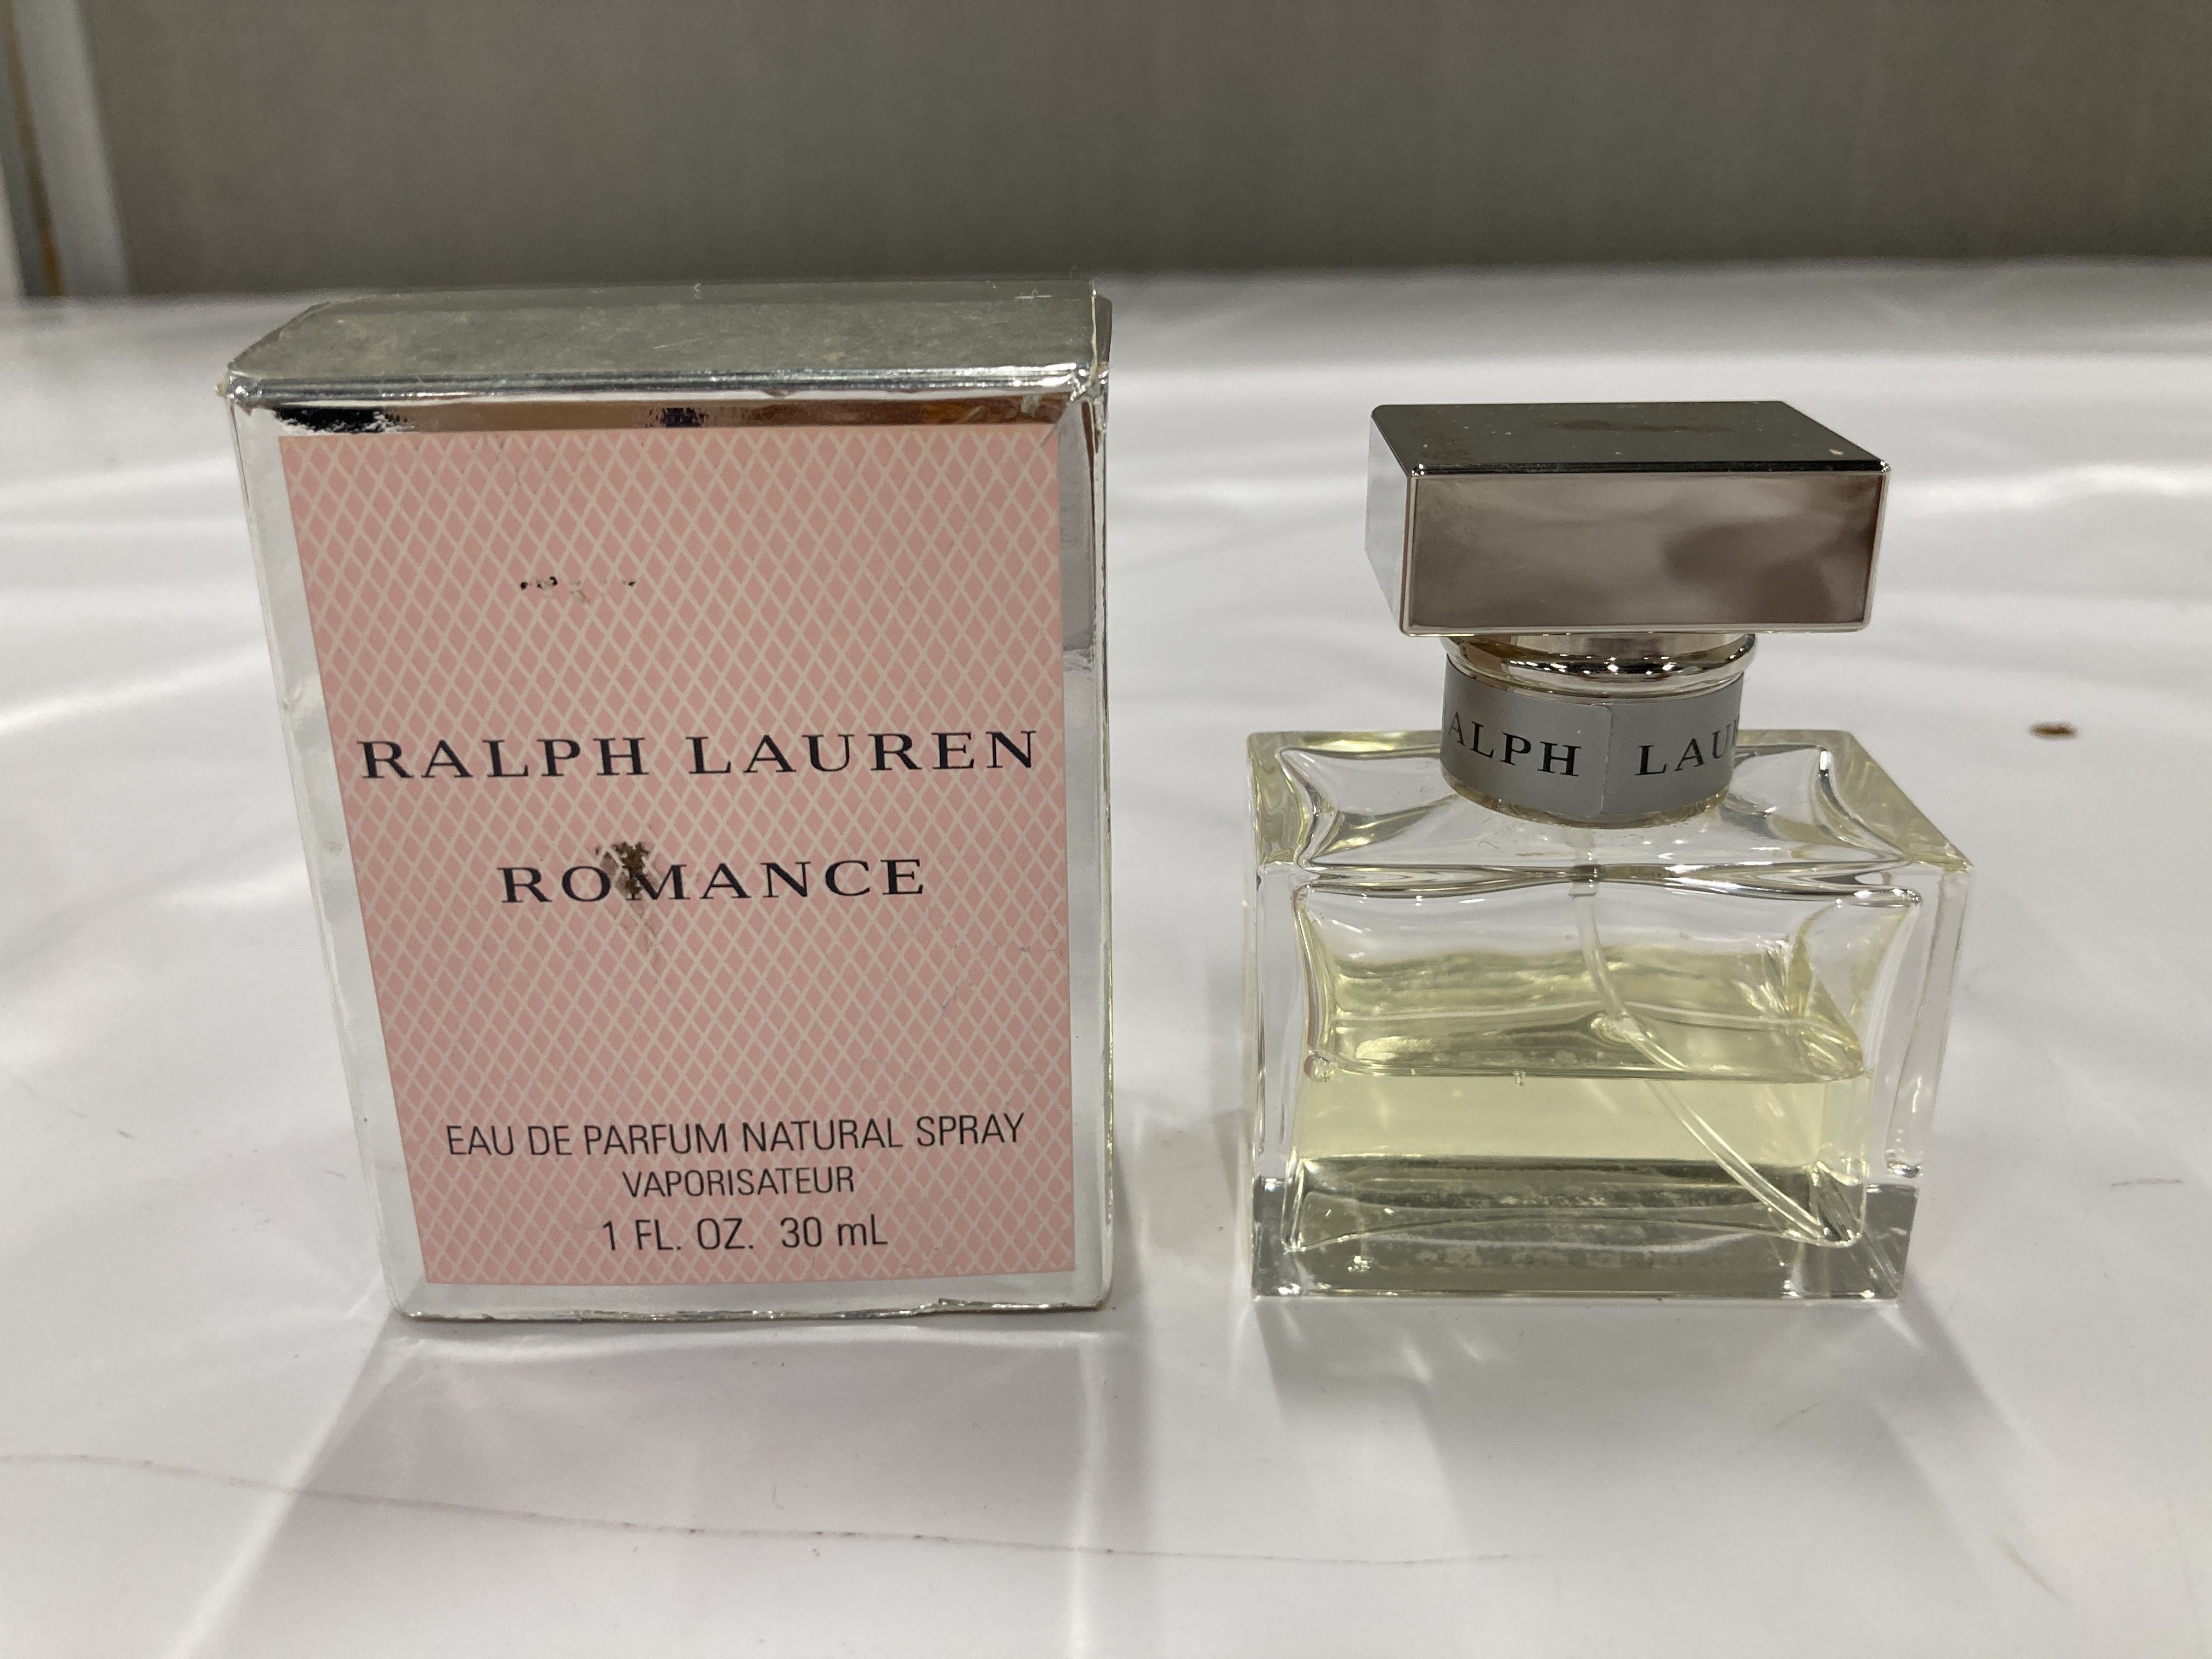 RALPH LAUREN
ROMANCE
EAU DE PARFUM NATURAL SPRAY
VAPORISATEUR
1 FL. OZ. 30 mL
ALPH LAU